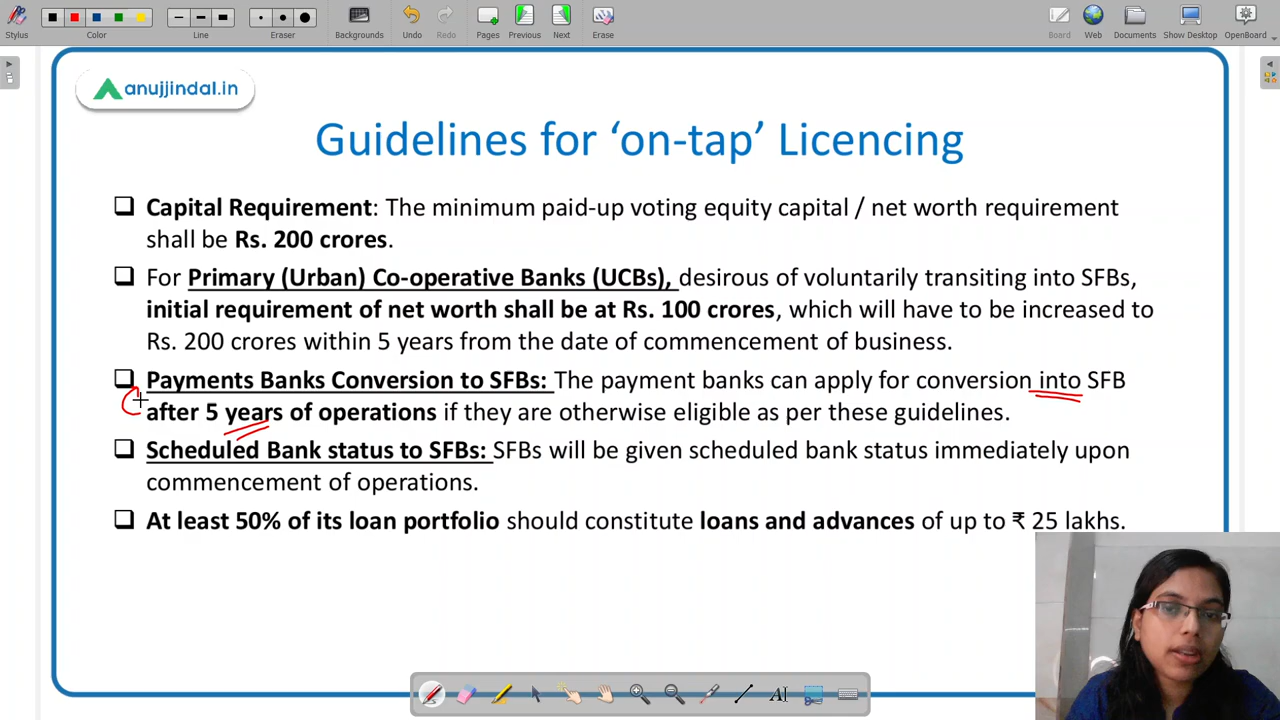 Stylus Color Line Eraser Backgrounds Undo Redo Pages Previous Next Erase Board Web Documents Show Desktop OpenBoard
anujjindal.in
Guidelines for ‘on-tap’ Licencing
❑ Capital Requirement: The minimum paid-up voting equity capital / net worth requirement
shall be Rs. 200 crores.
❑ For Primary (Urban) Co-operative Banks (UCBs), desirous of voluntarily transiting into SFBs,
initial requirement of net worth shall be at Rs. 100 crores, which will have to be increased to
Rs. 200 crores within 5 years from the date of commencement of business.
❑ Payments Banks Conversion to SFBs: The payment banks can apply for conversion into SFB
after 5 years of operations if they are otherwise eligible as per these guidelines.
❑ Scheduled Bank status to SFBs: SFBs will be given scheduled bank status immediately upon
commencement of operations.
❑ At least 50% of its loan portfolio should constitute loans and advances of up to ₹ 25 lakhs.
AI